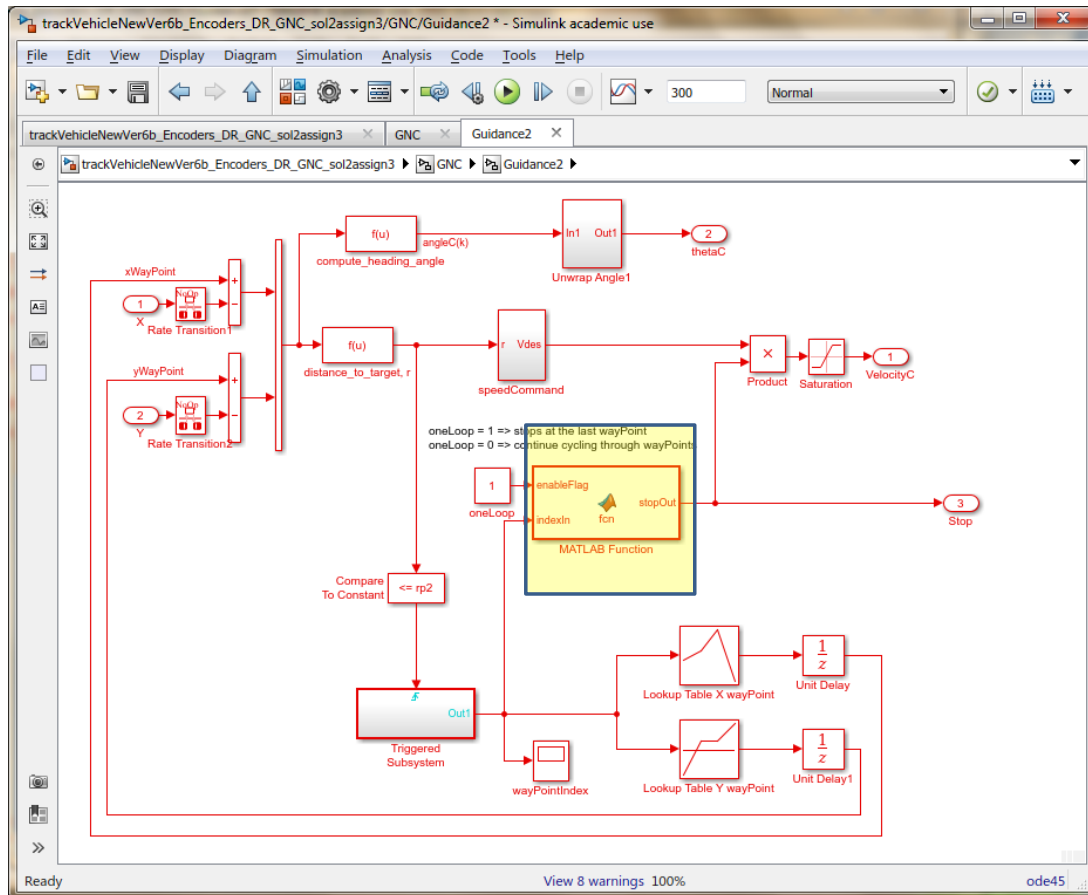 trackVehicleNewVer6b_Encoders_DR_GNC_sol2assign3/GNC/Guidance2 * - Simulink academic use
File Edit View Display Diagram Simulation Analysis Code Tools Help
300 Normal
trackVehicleNewVer6b_Encoders_DR_GNC_sol2assign3 GNC Guidance2
trackVehicleNewVer6b_Encoders_DR_GNC_sol2assign3 GNC Guidance2
f(u)
angleC(k)
compute_heading_angle
In1 Out1
Unwrap Angle1
2
thetaC
xWayPoint
+
−
1
X
NoOp
Rate Transition1
f(u)
distance_to_target, r
r Vdes
speedCommand
×
Product
Saturation
1
VelocityC
yWayPoint
+
−
2
Y
NoOp
Rate Transition2
oneLoop = 1 => stops at the last wayPoint
oneLoop = 0 => continue cycling through wayPoints
1
oneLoop
enableFlag
indexIn
fcn
stopOut
MATLAB Function
3
Stop
Compare
To Constant
<= rp2
Out1
Triggered
Subsystem
wayPointIndex
Lookup Table X wayPoint
1
z
Unit Delay
Lookup Table Y wayPoint
1
z
Unit Delay1
Ready View 8 warnings 100% ode45